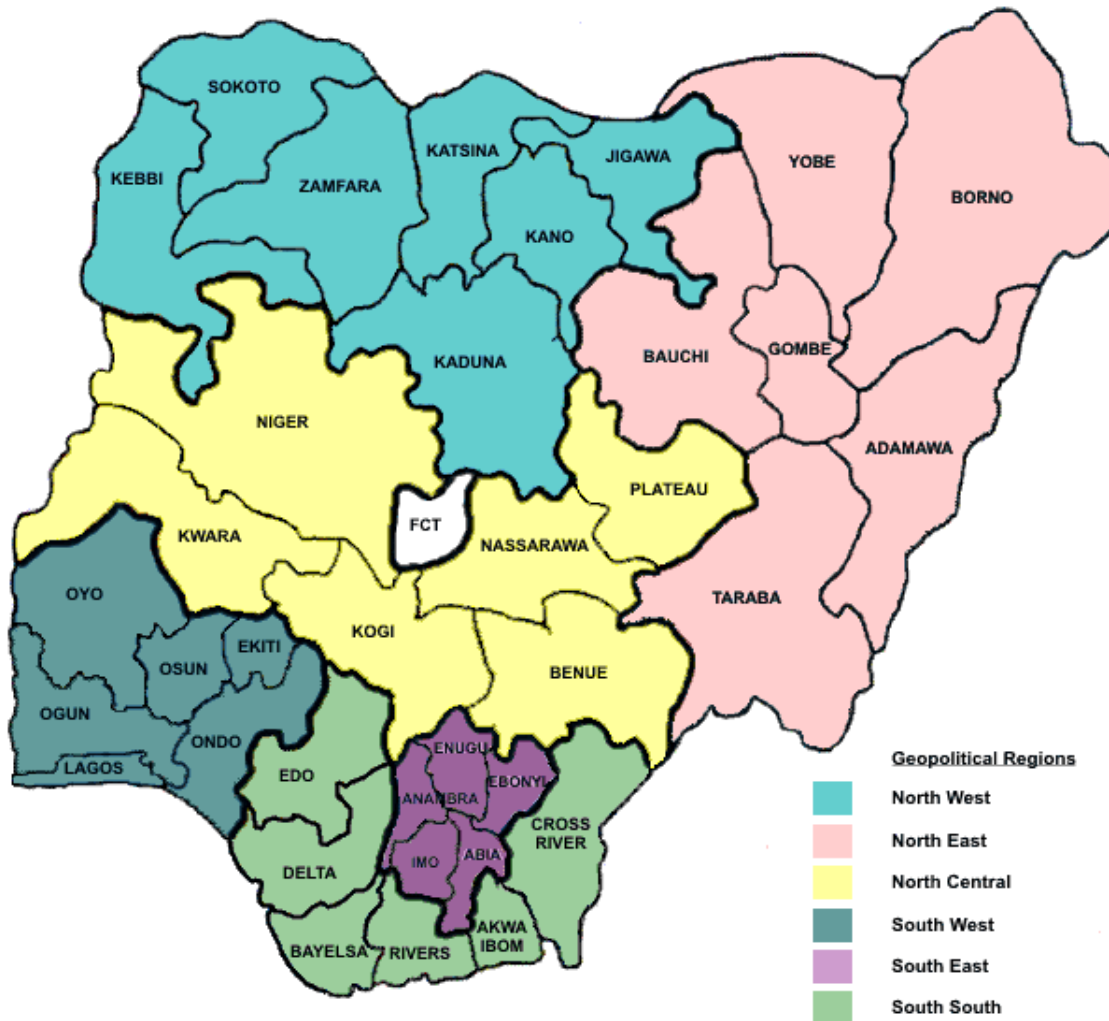 SOKOTO
KATSINA
JIGAWA
YOBE
KEBBI
ZAMFARA
BORNO
KANO
GOMBE
BAUCHI
KADUNA
NIGER
ADAMAWA
PLATEAU
FCT
KWARA
NASSARAWA
OYO
TARABA
KOGI
EKITI
OSUN
BENUE
OGUN
ONDO
ENUGU
LAGOS
EDO
EBONYI
ANAMBRA
CROSS
RIVER
IMO
ABIA
DELTA
AKWA
IBOM
BAYELSA
RIVERS
Geopolitical Regions
North West
North East
North Central
South West
South East
South South